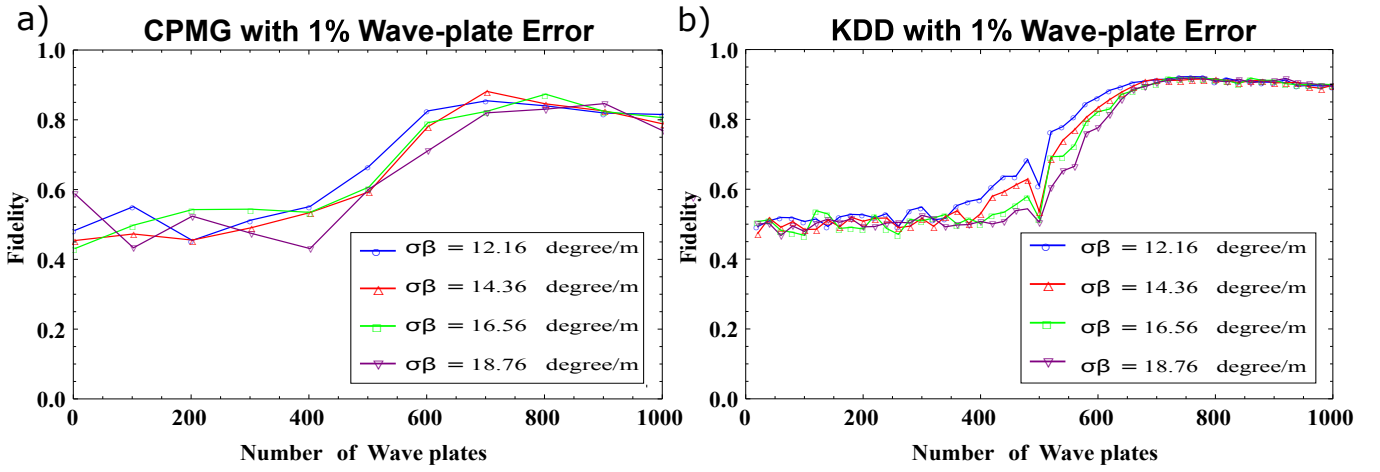 a)
CPMG with 1% Wave-plate Error
1.0
0.8
0.6
0.4
0.2
0.0
Fidelity
σβ = 12.16 degree/m
σβ = 14.36 degree/m
σβ = 16.56 degree/m
σβ = 18.76 degree/m
0 200 400 600 800 1000
Number of Wave plates
b)
KDD with 1% Wave-plate Error
1.0
0.8
0.6
0.4
0.2
0.0
Fidelity
σβ = 12.16 degree/m
σβ = 14.36 degree/m
σβ = 16.56 degree/m
σβ = 18.76 degree/m
0 200 400 600 800 1000
Number of Wave plates